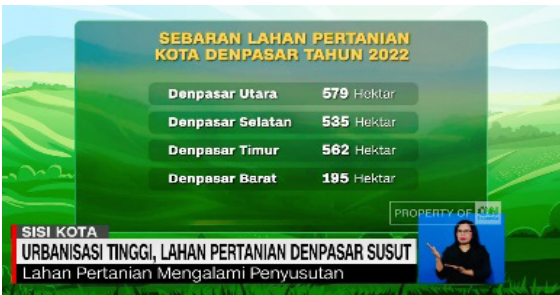 SEBARAN LAHAN PERTANIAN
KOTA DENPASAR TAHUN 2022
Denpasar Utara 579 Hektar
Denpasar Selatan 535 Hektar
Denpasar Timur 562 Hektar
Denpasar Barat 195 Hektar
PROPERTY OF CNN
SISI KOTA
URBANISASI TINGGI, LAHAN PERTANIAN DENPASAR SUSUT
Lahan Pertanian Mengalami Penyusutan